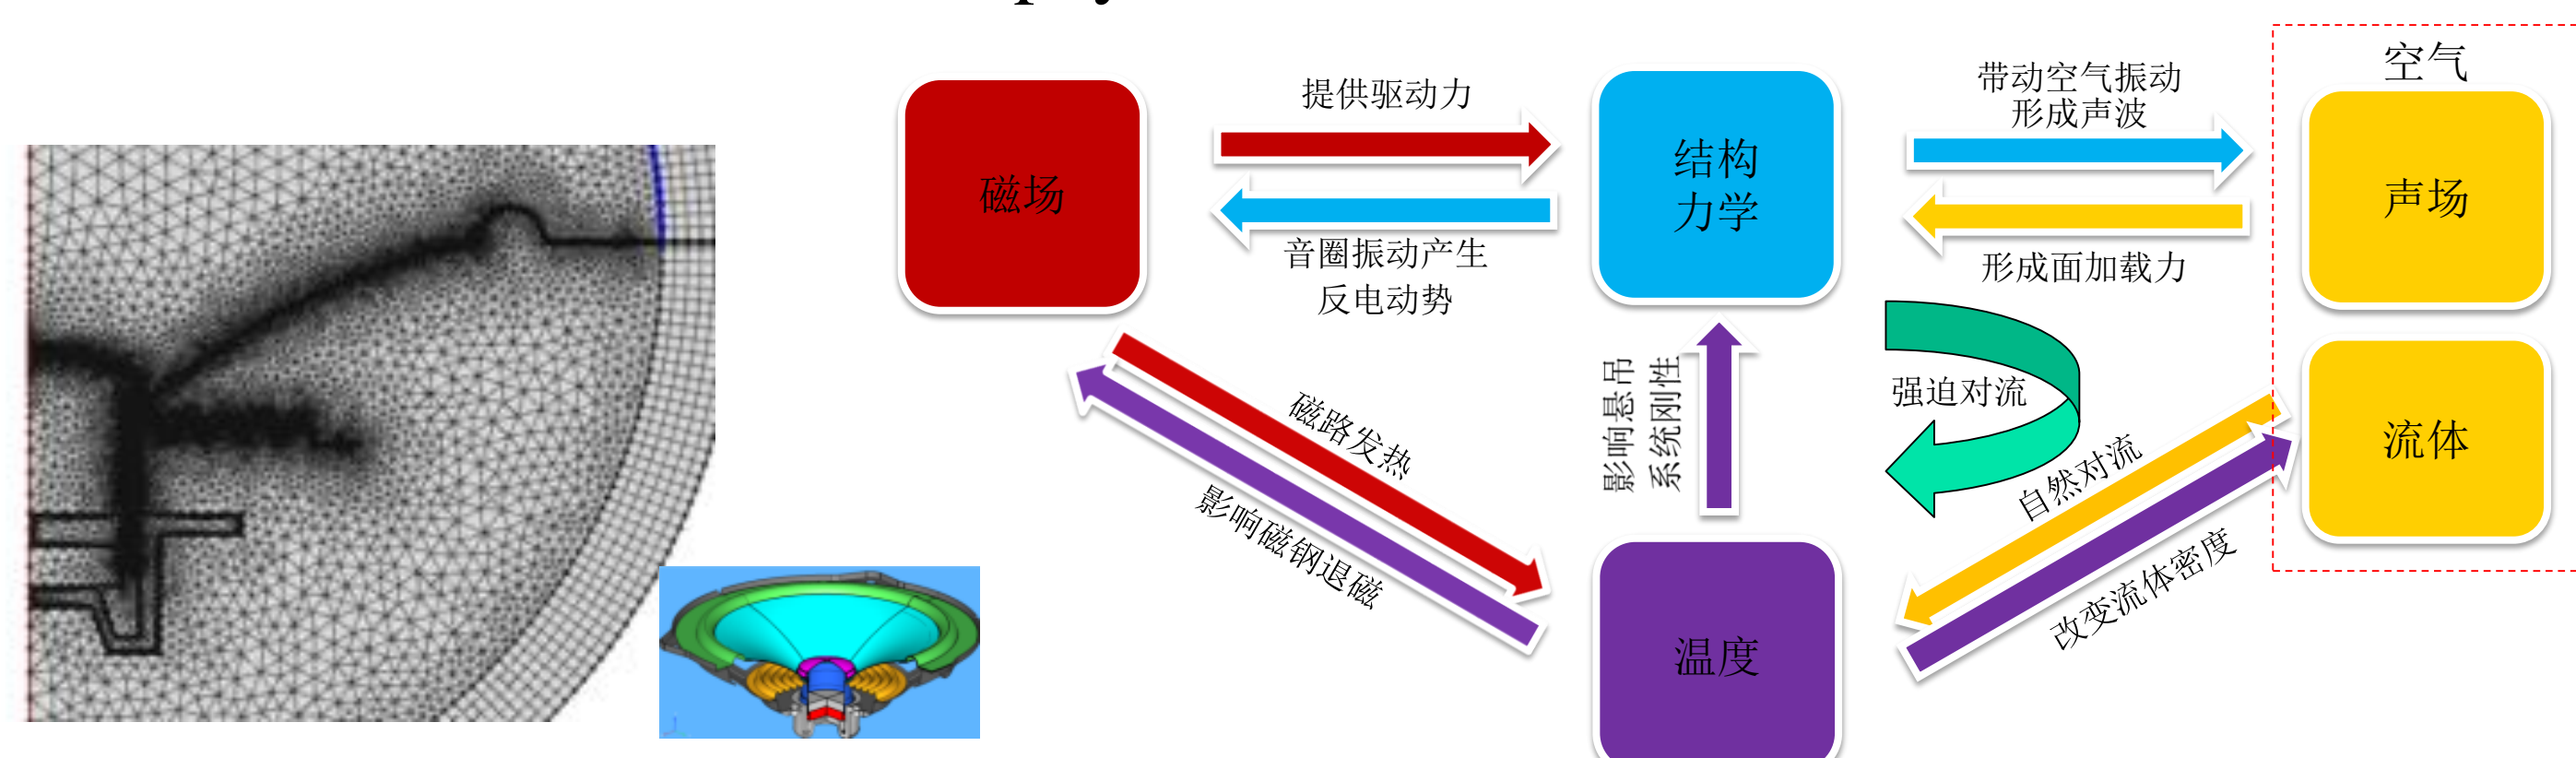 空气
带动空气振动
形成声波
提供驱动力
结构
力学
磁场
声场
音圈振动产生
反电动势
形成面加载力
影响悬吊
系统刚性
强迫对流
磁路发热
影响磁钢退磁
自然对流
改变流体密度
流体
温度